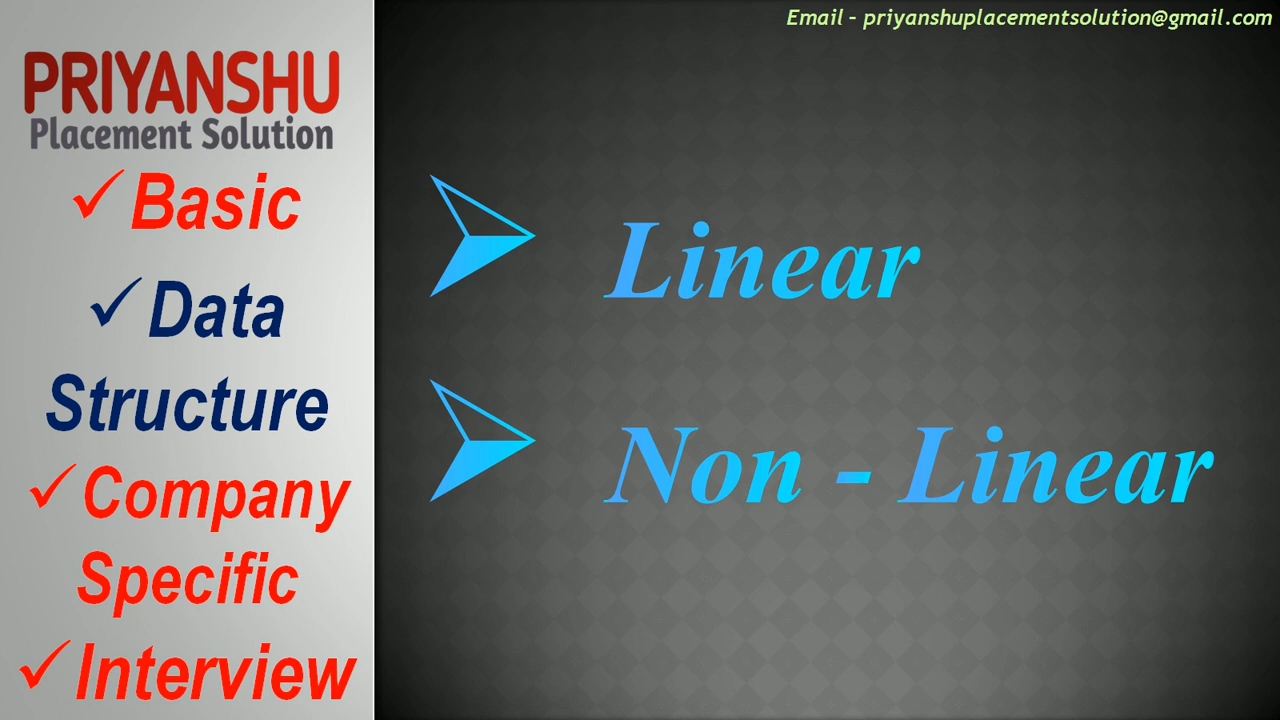 PRIYANSHU
Placement Solution
✓Basic
✓Data
Structure
✓Company
Specific
✓Interview
Email - priyanshuplacementsolution@gmail.com
➢ Linear
➢ Non - Linear